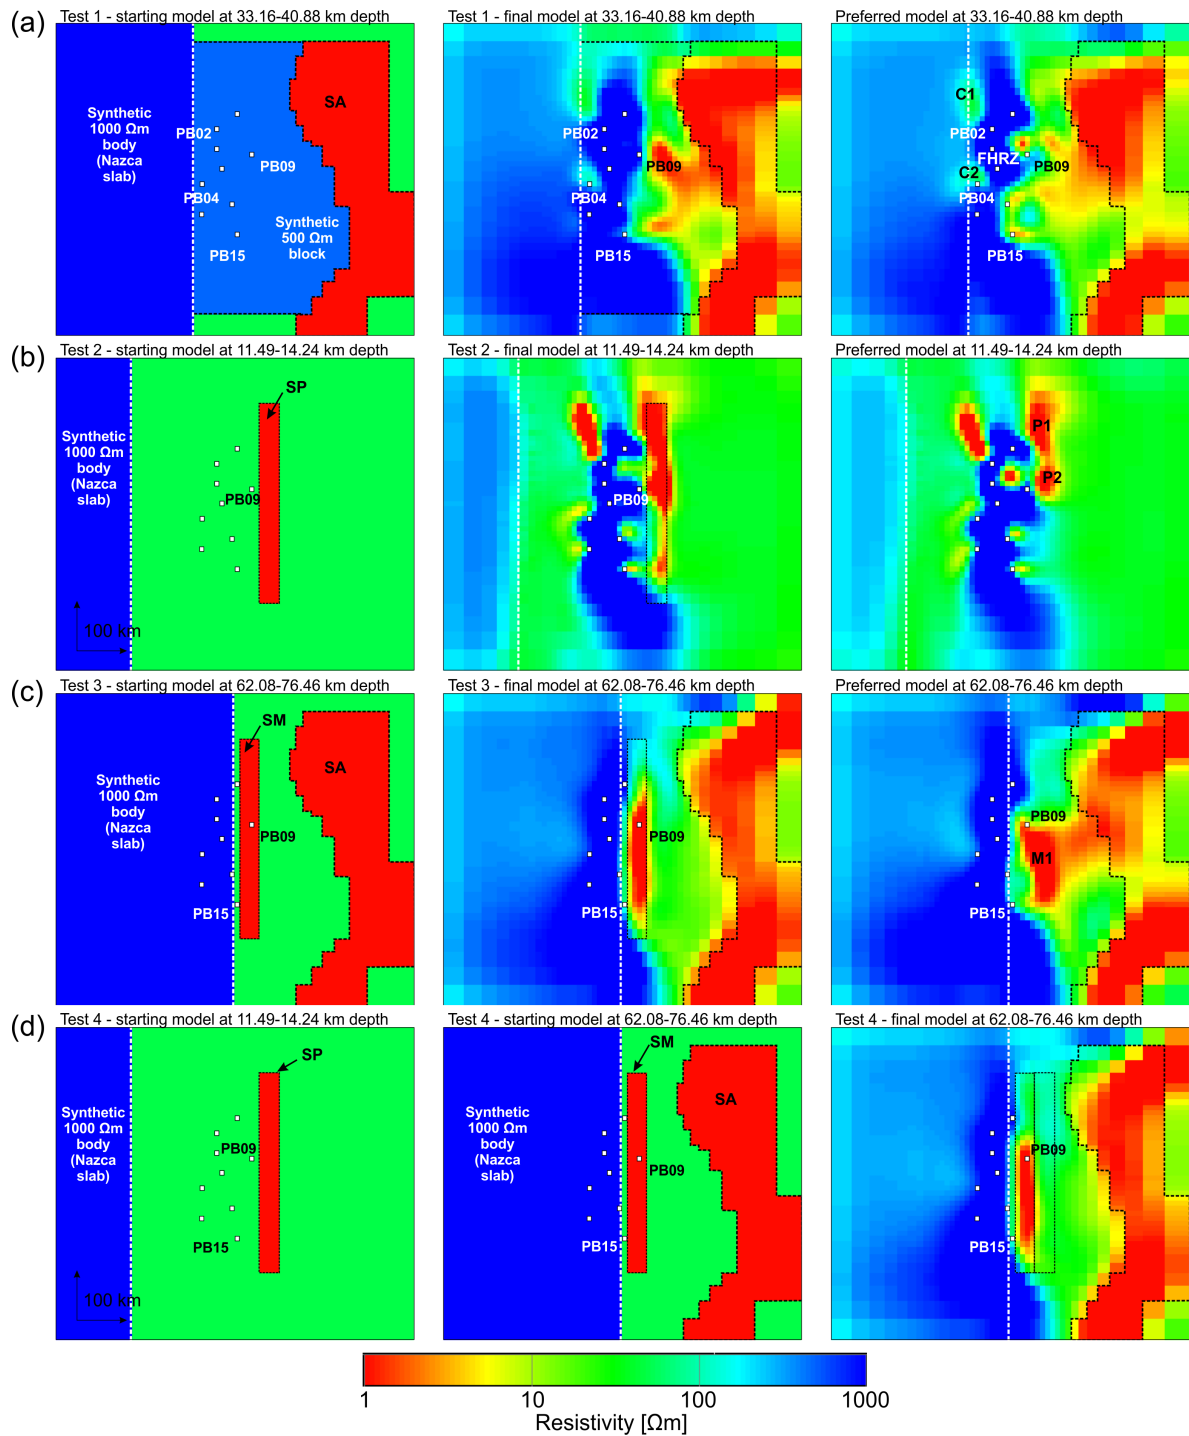 (a)
Test 1 - starting model at 33.16-40.88 km depth
Synthetic
1000 Ωm
body
(Nazca
slab)
PB02
PB09
PB04
PB15
SA
Synthetic
500 Ωm
block
Test 1 - final model at 33.16-40.88 km depth
PB02
PB09
PB04
PB15
Preferred model at 33.16-40.88 km depth
C1
PB02
FHRZ
PB09
C2
PB04
PB15
(b)
Test 2 - starting model at 11.49-14.24 km depth
SP
Synthetic
1000 Ωm
body
(Nazca
slab)
PB09
100 km
Test 2 - final model at 11.49-14.24 km depth
PB09
Preferred model at 11.49-14.24 km depth
P1
P2
(c)
Test 3 - starting model at 62.08-76.46 km depth
SM
SA
Synthetic
1000 Ωm
body
(Nazca
slab)
PB09
PB15
Test 3 - final model at 62.08-76.46 km depth
PB09
PB15
Preferred model at 62.08-76.46 km depth
PB09
M1
PB15
(d)
Test 4 - starting model at 11.49-14.24 km depth
SP
Synthetic
1000 Ωm
body
(Nazca
slab)
PB09
PB15
100 km
Test 4 - starting model at 62.08-76.46 km depth
SM
SA
Synthetic
1000 Ωm
body
(Nazca
slab)
PB09
PB15
Test 4 - final model at 62.08-76.46 km depth
PB09
PB15
1 10 100 1000
Resistivity [Ωm]